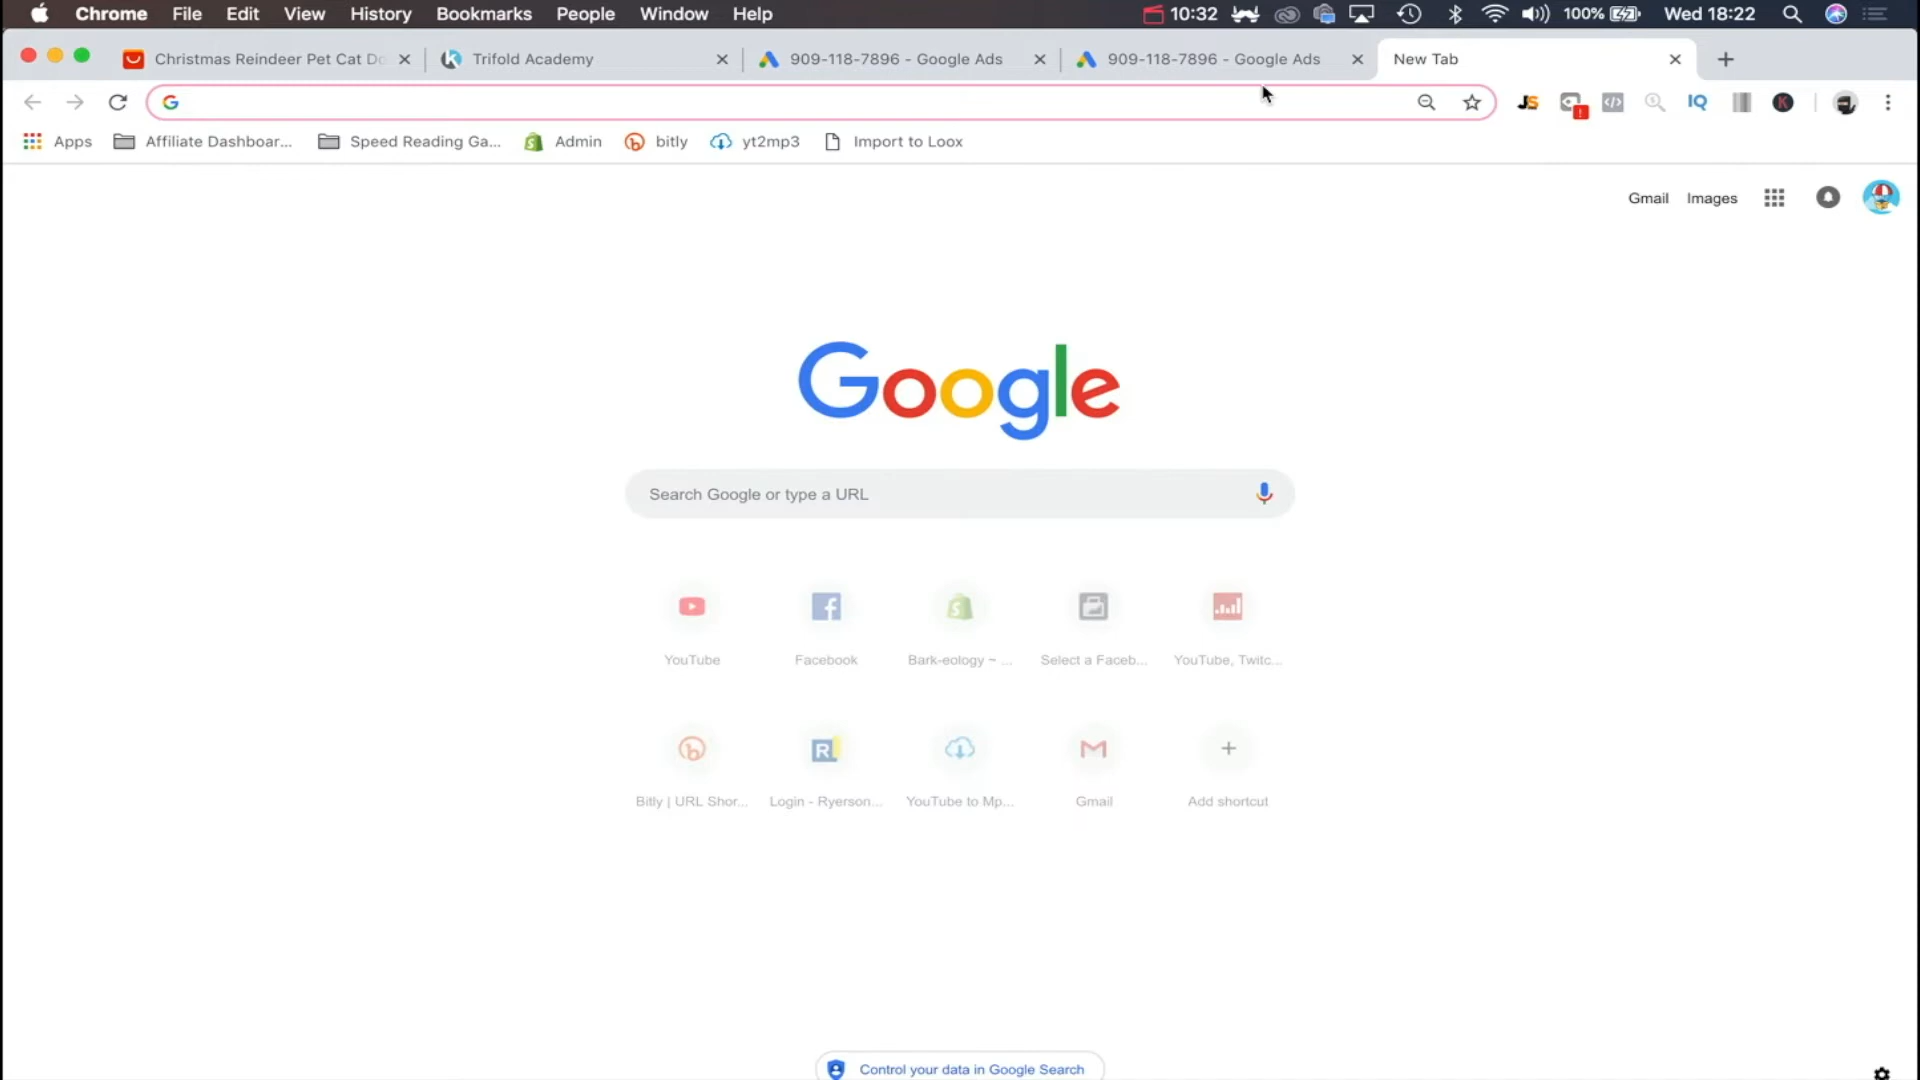 Chrome File Edit View History Bookmarks People Window Help 10:32 100% Wed 18:22
Christmas Reindeer Pet Cat Do Trifold Academy 909-118-7896 - Google Ads 909-118-7896 - Google Ads New Tab
JS IQ K
Apps Affiliate Dashboar... Speed Reading Ga... Admin bitly yt2mp3 Import to Loox
Gmail Images
Google
Search Google or type a URL
YouTube Facebook Bark-eology ~ ... Select a Faceb... YouTube, Twitc...
Bitly | URL Shor... Login - Ryerson... YouTube to Mp... Gmail Add shortcut
Control your data in Google Search